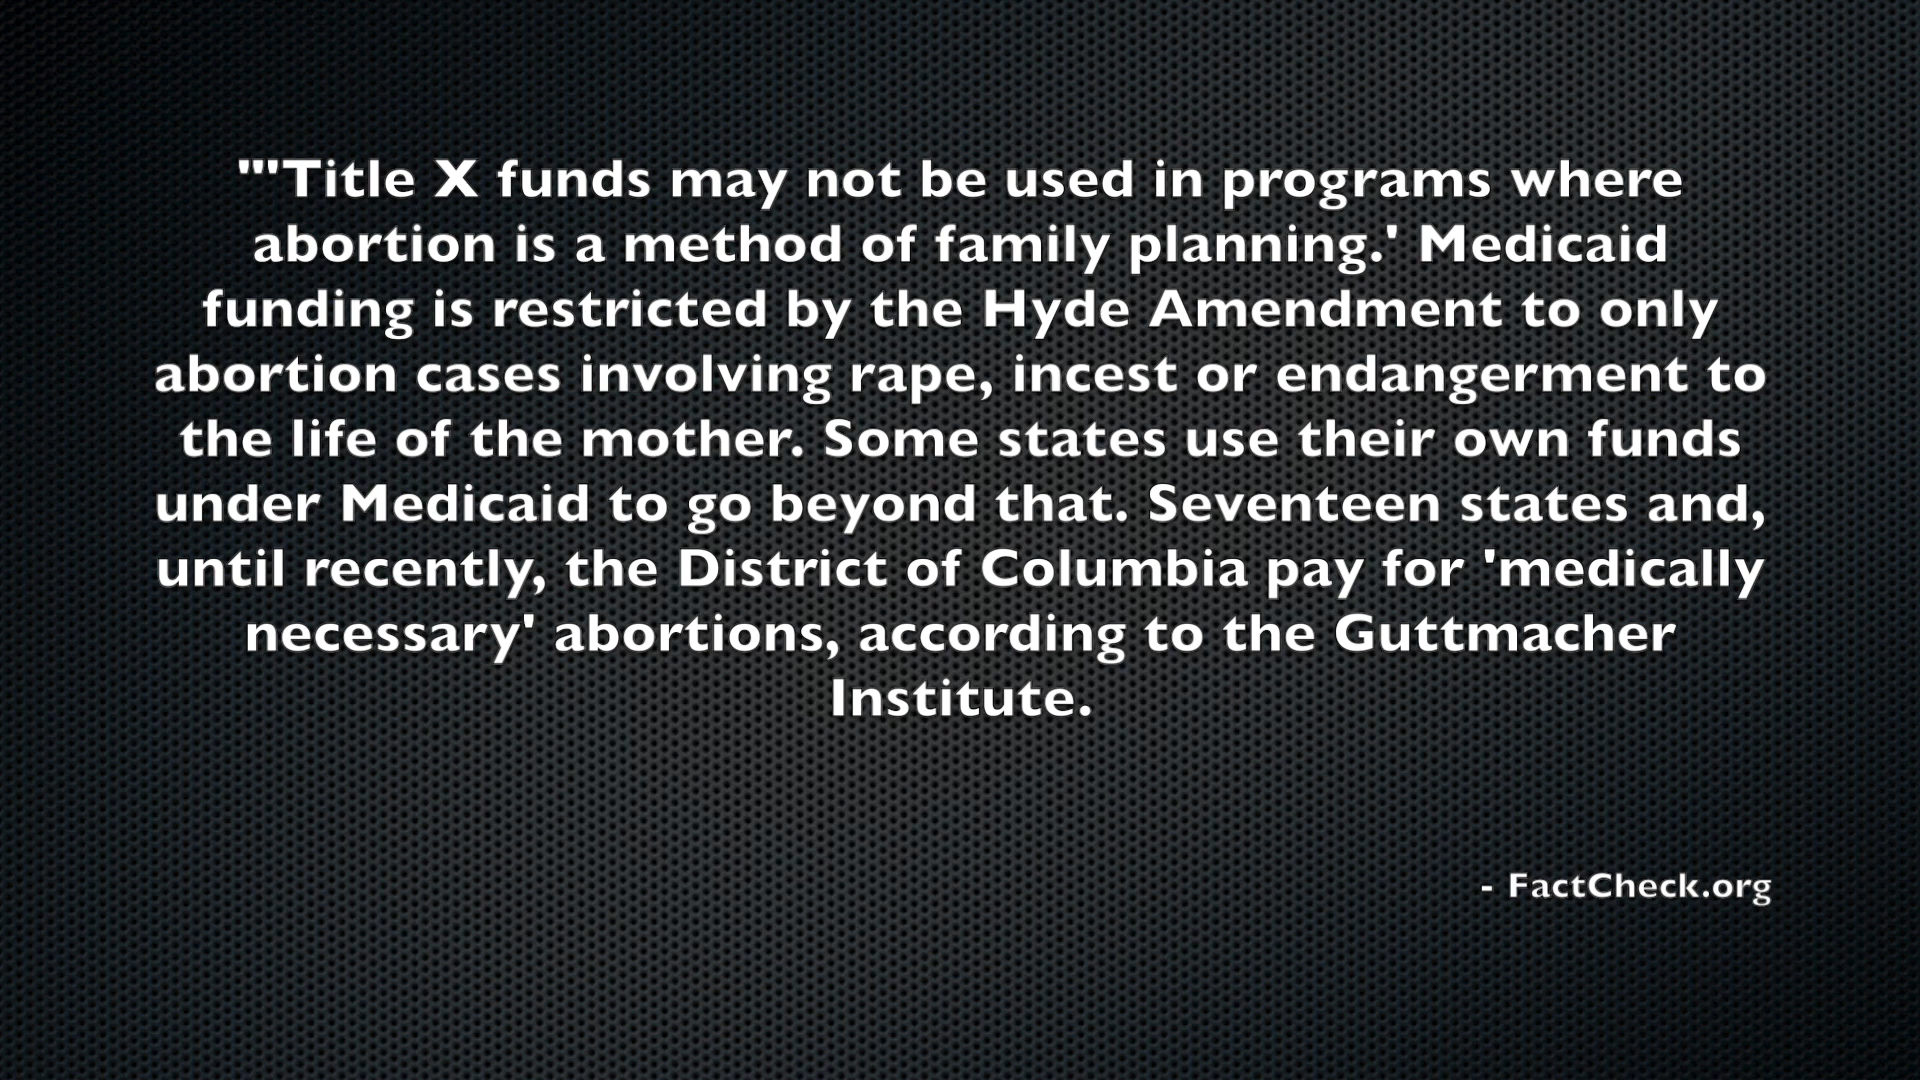 "'Title X funds may not be used in programs where
abortion is a method of family planning.' Medicaid
funding is restricted by the Hyde Amendment to only
abortion cases involving rape, incest or endangerment to
the life of the mother. Some states use their own funds
under Medicaid to go beyond that. Seventeen states and,
until recently, the District of Columbia pay for 'medically
necessary' abortions, according to the Guttmacher
Institute.
- FactCheck.org